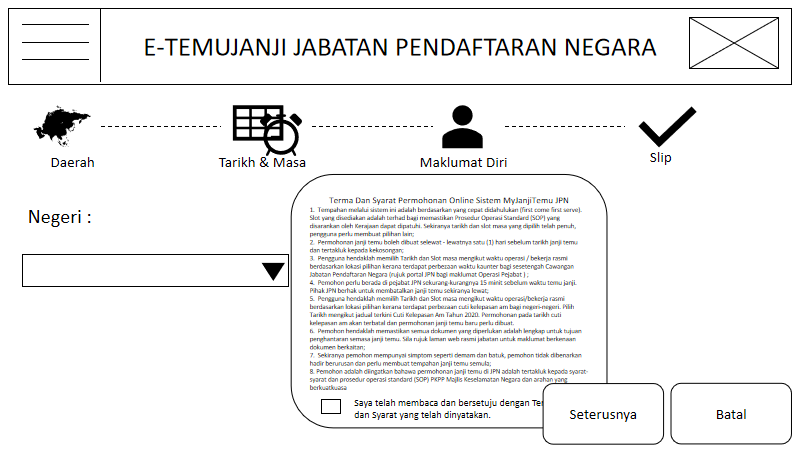 E-TEMUJANJI JABATAN PENDAFTARAN NEGARA
Daerah
Tarikh & Masa
Maklumat Diri
Slip
Negeri :
Terma Dan Syarat Permohonan Online Sistem MyJanjiTemu JPN
1. Tempahan melalui sistem ini adalah berdasarkan yang cepat didahulukan (first come first serve).
Slot yang disediakan adalah terhad bagi memastikan Prosedur Operasi Standard (SOP) yang
disarankan oleh Kerajaan dapat dipatuhi. Sekiranya tarikh dan slot masa yang dipilih telah penuh,
pengguna perlu membuat pilihan lain;
2. Permohonan janji temu boleh dibuat selewat - lewatnya satu (1) hari sebelum tarikh janji temu
dan tertakluk kepada kekosongan;
3. Pengguna hendaklah memilih Tarikh dan Slot masa mengikut waktu operasi / bekerja rasmi
berdasarkan lokasi pilihan kerana terdapat perbezaan waktu kaunter bagi sesetengah Cawangan
Jabatan Pendaftaran Negara (rujuk portal JPN bagi maklumat Operasi Pejabat ) ;
4. Pemohon perlu berada di pejabat JPN sekurang-kurangnya 15 minit sebelum waktu temu janji.
Pihak JPN berhak untuk membatalkan janji temu sekiranya lewat;
5. Pengguna hendaklah memilih Tarikh dan Slot masa mengikut waktu operasi/bekerja rasmi
berdasarkan lokasi pilihan kerana terdapat perbezaan cuti kelepasan am bagi negeri-negeri. Pilih
Tarikh mengikut jadual terkini Cuti Kelepasan Am Tahun 2020. Permohonan pada tarikh cuti
kelepasan am akan terbatal dan permohonan janji temu baru perlu dibuat.
6. Pemohon hendaklah memastikan semua dokumen yang diperlukan adalah lengkap untuk tujuan
penghantaran semasa janji temu. Sila rujuk laman web rasmi jabatan untuk maklumat berkenaan
dokumen berkaitan;
7. Sekiranya pemohon mempunyai simptom seperti demam dan batuk, pemohon tidak dibenarkan
hadir berurusan dan perlu membuat tempahan janji temu semula;
8. Pemohon adalah diingatkan bahawa permohonan janji temu di JPN adalah tertakluk kepada syarat-
syarat dan prosedur operasi standard (SOP) PKPP Majlis Keselamatan Negara dan arahan yang
berkuatkuasa
Saya telah membaca dan bersetuju dengan
dan Syarat yang telah dinyatakan.
Seterusnya
Batal